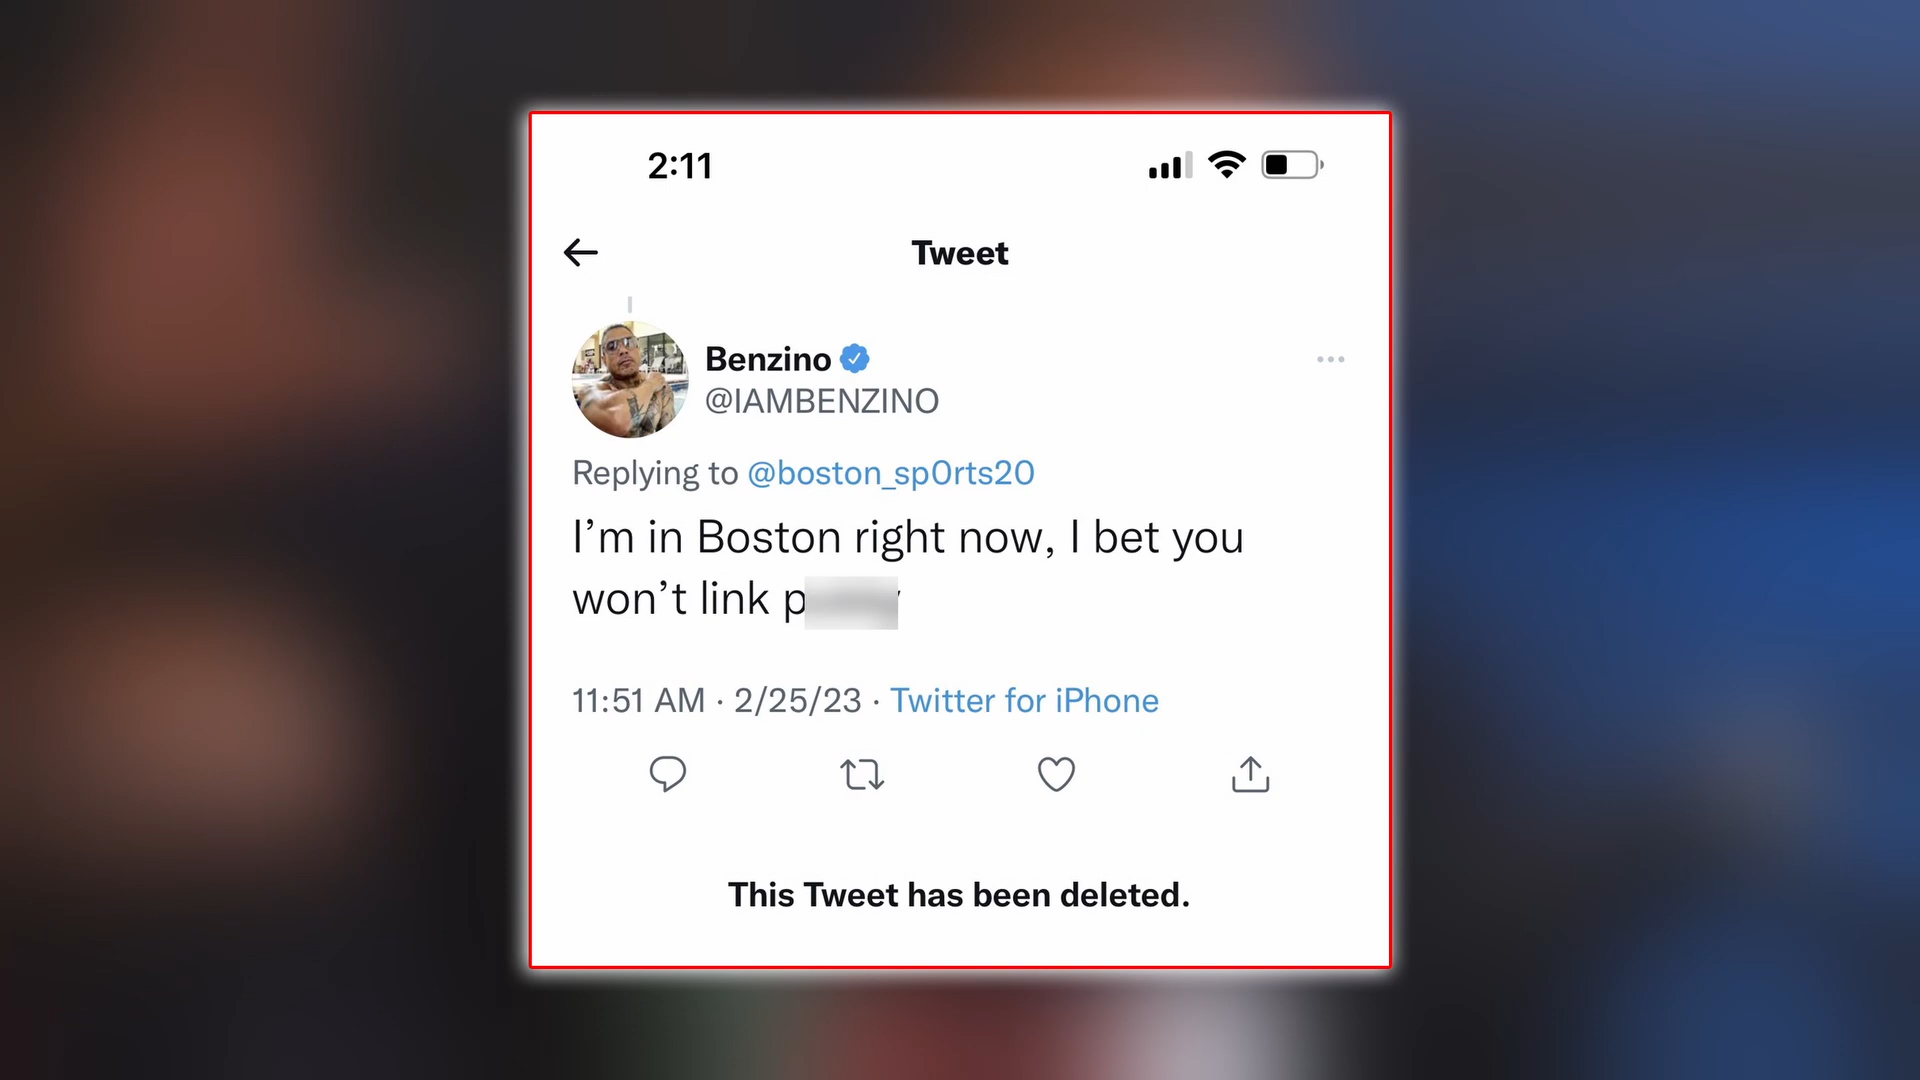 2:11
Tweet
Benzino
@IAMBENZINO
Replying to @boston_sp0rts20
I’m in Boston right now, I bet you
won’t link
11:51 AM · 2/25/23 · Twitter for iPhone
This Tweet has been deleted.